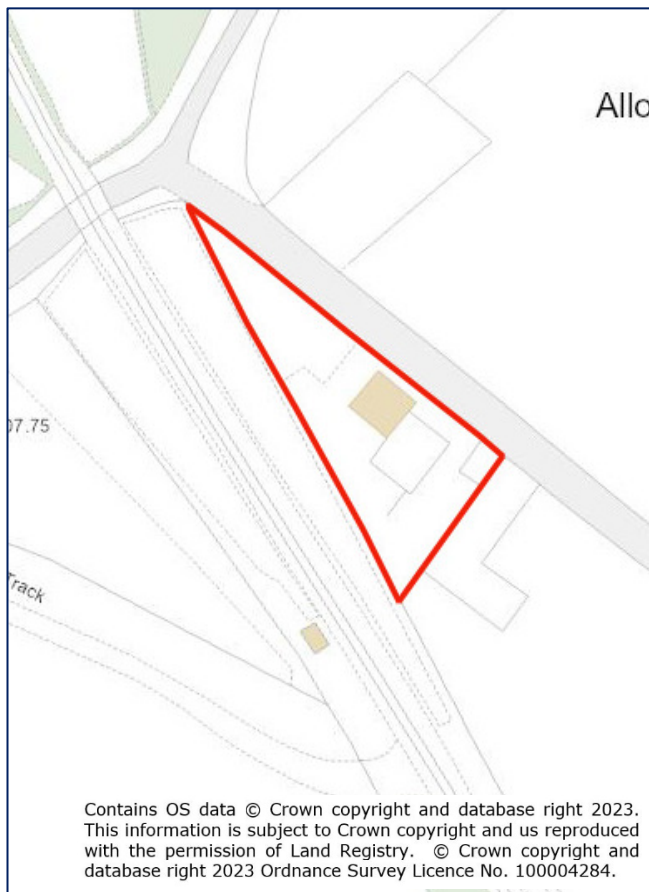 Allo
07.75
Track
Contains OS data © Crown copyright and database right 2023.
This information is subject to Crown copyright and us reproduced
with the permission of Land Registry. © Crown copyright and
database right 2023 Ordnance Survey Licence No. 100004284.